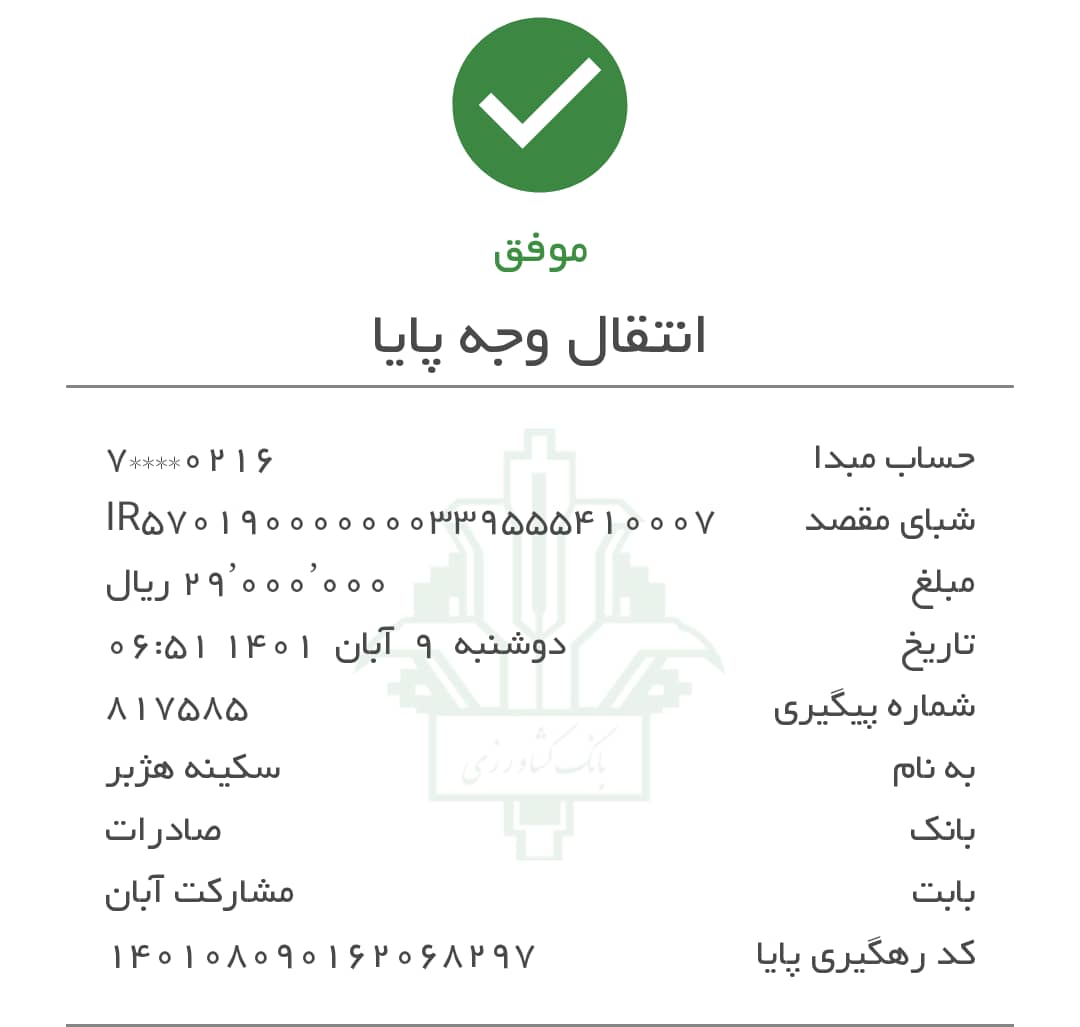 موفق
انتقال وجه پایا
حساب مبدا ۷****۰۲۱۶
شبای مقصد IR۵۷۰۱۹۰۰۰۰۰۰۰۳۳۹۵۵۵۴۱۰۰۰۷
مبلغ ۲۹٬۰۰۰٬۰۰۰ ریال
تاریخ دوشنبه ۹ آبان ۱۴۰۱ ۰۶:۵۱
شماره پیگیری ۸۱۷۵۸۵
به نام سکینه هژبر
بانک صادرات
بابت مشارکت آبان
کد رهگیری پایا ۱۴۰۱۰۸۰۹۰۱۶۲۰۶۸۲۹۷
بانک کشاورزی